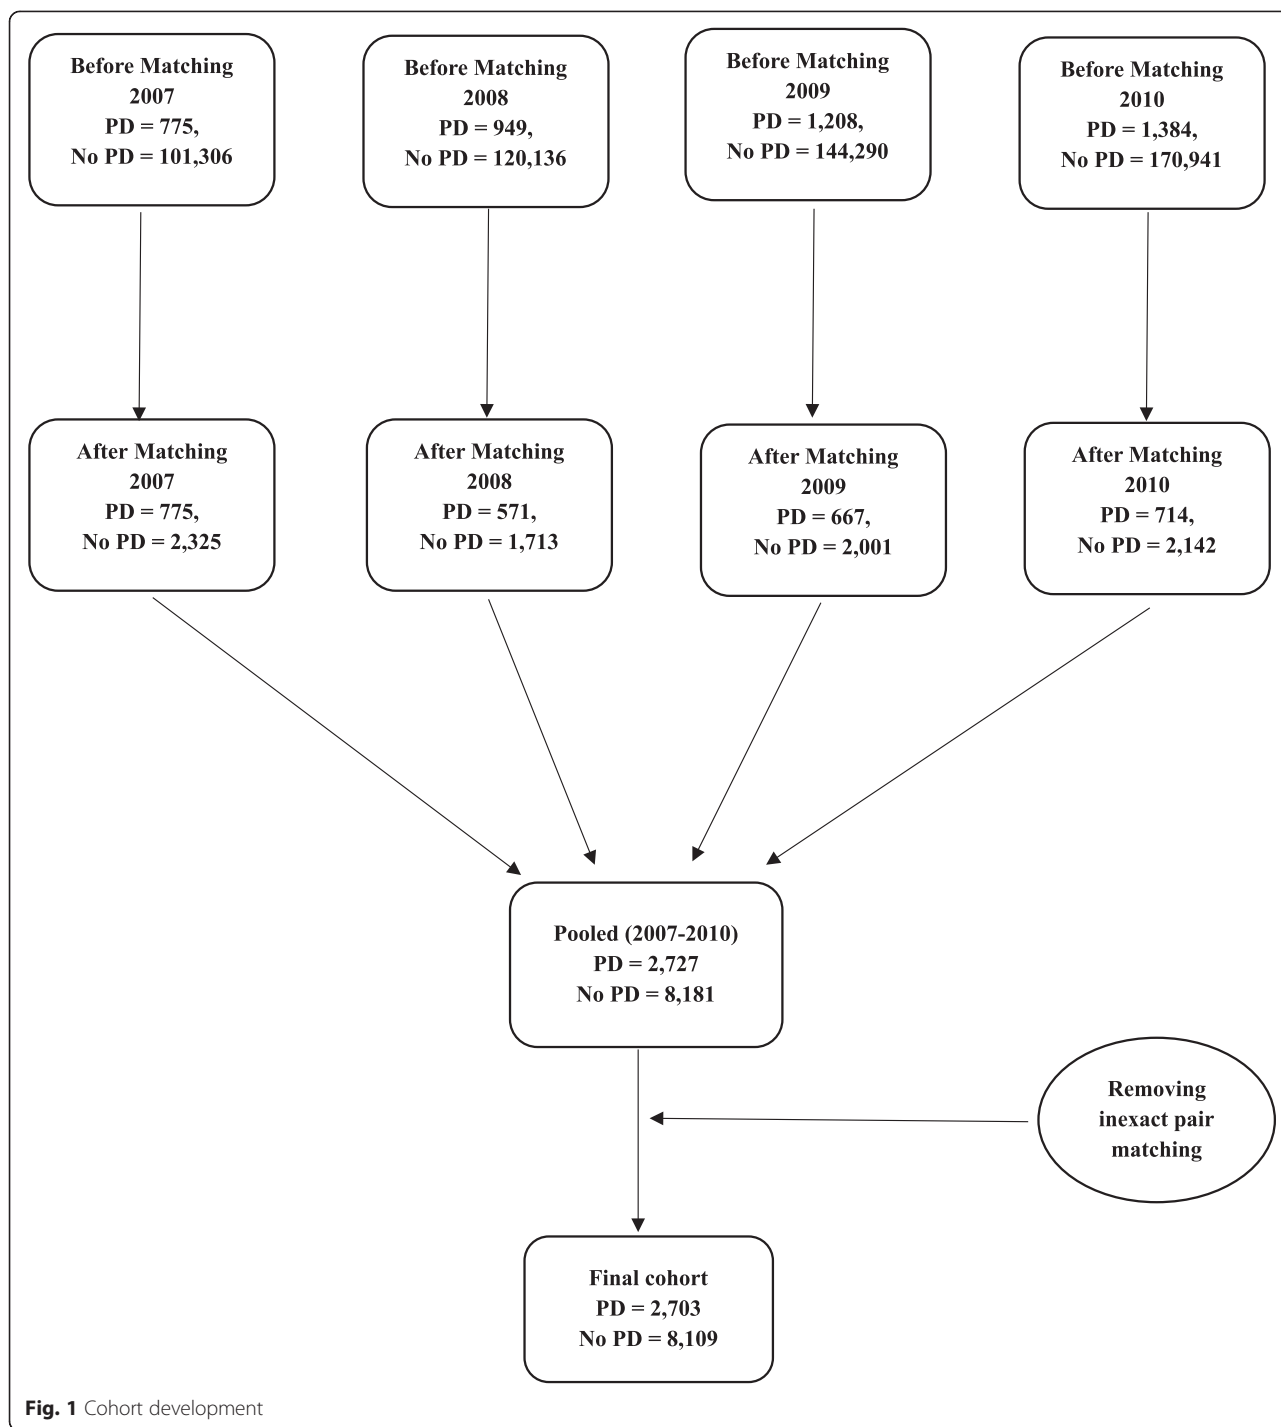 Before Matching
2007
PD = 775,
No PD = 101,306
Before Matching
2008
PD = 949,
No PD = 120,136
Before Matching
2009
PD = 1,208,
No PD = 144,290
Before Matching
2010
PD = 1,384,
No PD = 170,941
After Matching
2007
PD = 775,
No PD = 2,325
After Matching
2008
PD = 571,
No PD = 1,713
After Matching
2009
PD = 667,
No PD = 2,001
After Matching
2010
PD = 714,
No PD = 2,142
Pooled (2007-2010)
PD = 2,727
No PD = 8,181
Removing
inexact pair
matching
Final cohort
PD = 2,703
No PD = 8,109
Fig. 1 Cohort development